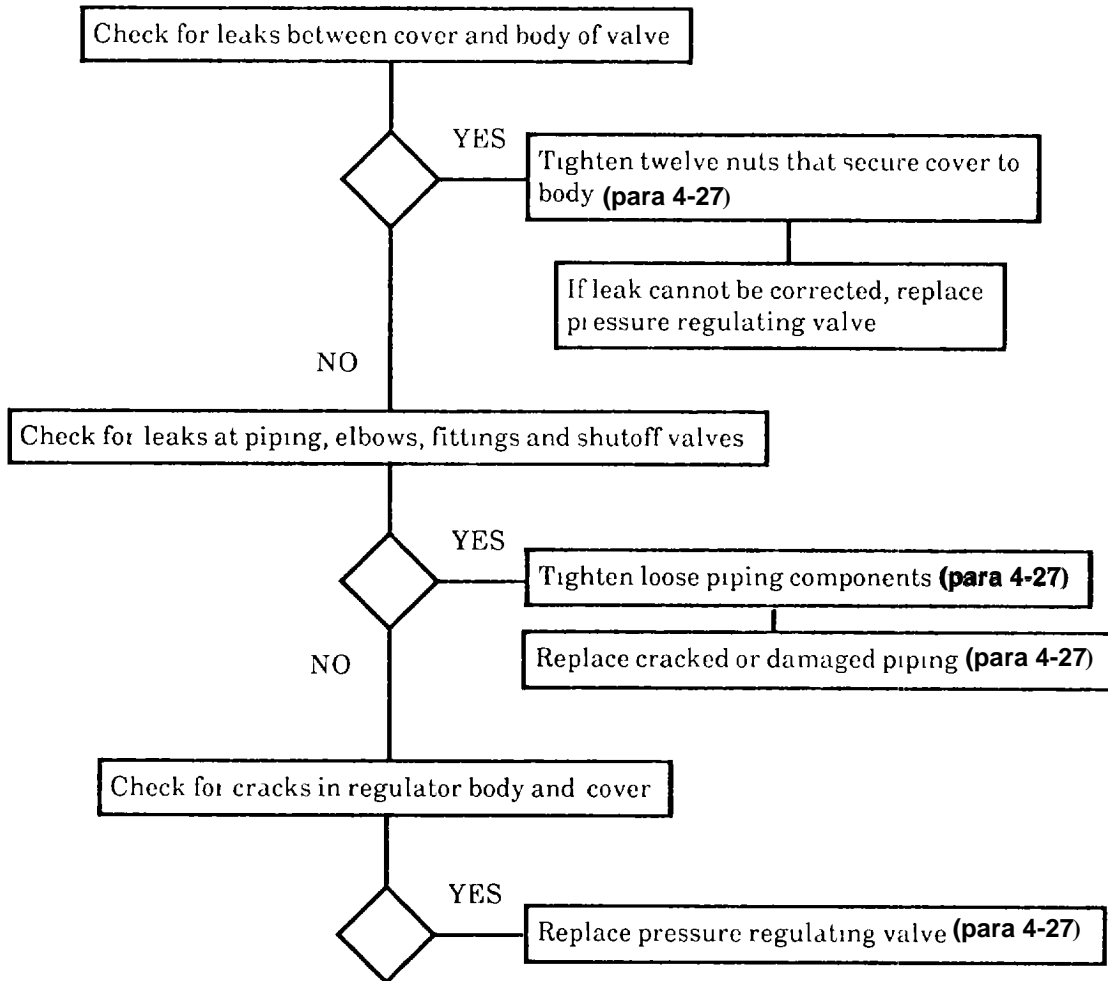 Check for leaks between cover and body of valve
YES
Tighten twelve nuts that secure cover to
body (para 4-27)
If leak cannot be corrected, replace
pressure regulating valve
NO
Check for leaks at piping, elbows, fittings and shutoff valves
YES
Tighten loose piping components (para 4-27)
Replace cracked or damaged piping (para 4-27)
NO
Check for cracks in regulator body and cover
YES
Replace pressure regulating valve (para 4-27)